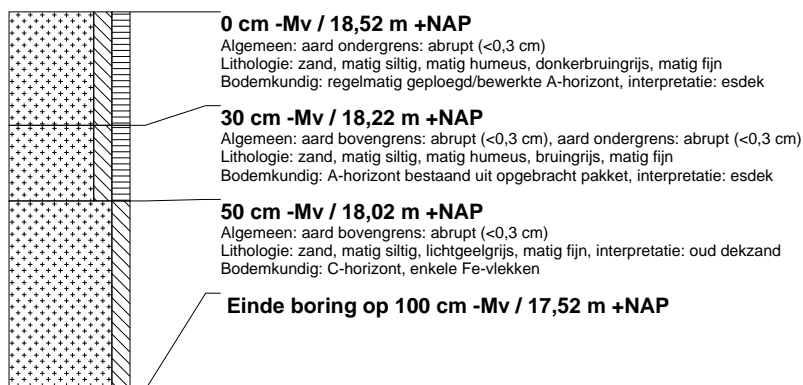 0 cm -Mv / 18,52 m +NAP
Algemeen: aard ondergrens: abrupt (<0,3 cm)
Lithologie: zand, matig siltig, matig humeus, donkerbruingrijs, matig fijn
Bodemkundig: regelmatig geploegd/bewerkte A-horizont, interpretatie: esdek
30 cm -Mv / 18,22 m +NAP
Algemeen: aard bovengrens: abrupt (<0,3 cm), aard ondergrens: abrupt (<0,3 cm)
Lithologie: zand, matig siltig, matig humeus, bruingrijs, matig fijn
Bodemkundig: A-horizont bestaand uit opgebracht pakket, interpretatie: esdek
50 cm -Mv / 18,02 m +NAP
Algemeen: aard bovengrens: abrupt (<0,3 cm)
Lithologie: zand, matig siltig, lichtgeelgrijs, matig fijn, interpretatie: oud dekzand
Bodemkundig: C-horizont, enkele Fe-vlekken
Einde boring op 100 cm -Mv / 17,52 m +NAP